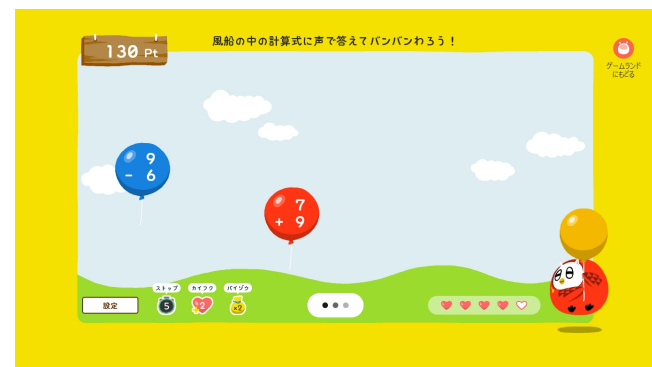 130 Pt
風船の中の計算式に声で答えてバンバンわろう！
ゲームランド
にもどる
9
- 6
7
+ 9
ストップ
カイフク
バイゾウ
設定
5
2
×2